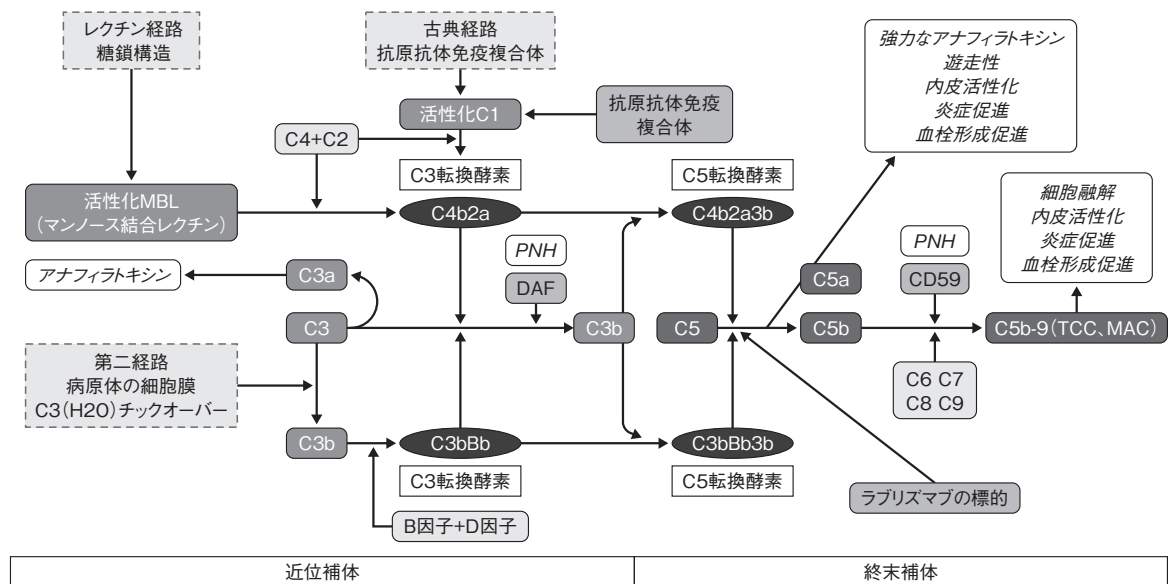 レクチン経路
糖鎖構造
古典経路
抗原抗体免疫複合体
強力なアナフィラトキシン
遊走性
内皮活性化
炎症促進
血栓形成促進
活性化C1
抗原抗体免疫
複合体
C4+C2
C3転換酵素
C5転換酵素
活性化MBL
(マンノース結合レクチン)
C4b2a
C4b2a3b
細胞融解
内皮活性化
炎症促進
血栓形成促進
PNH
PNH
アナフィラトキシン
C3a
DAF
C5a
CD59
C3
C3b
C5
C5b
C5b-9(TCC、MAC)
第二経路
病原体の細胞膜
C3(H2O)チックオーバー
C6 C7
C8 C9
C3b
C3bBb
C3bBb3b
C3転換酵素
C5転換酵素
ラブリズマブの標的
B因子+D因子
近位補体
終末補体